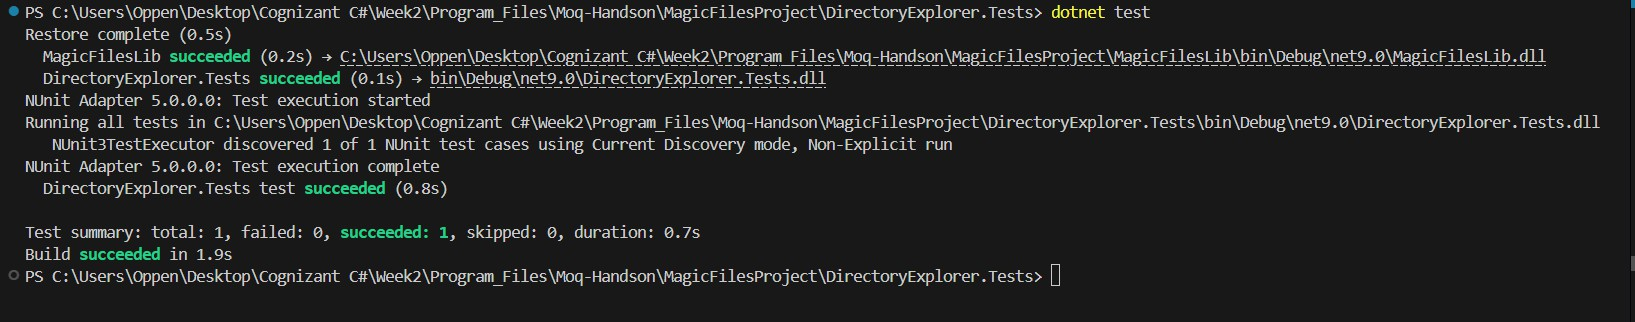 PS C:\Users\Oppen\Desktop\Cognizant C#\Week2\Program_Files\Moq-Handson\MagicFilesProject\DirectoryExplorer.Tests> dotnet test
Restore complete (0.5s)
  MagicFilesLib succeeded (0.2s) → C:\Users\Oppen\Desktop\Cognizant C#\Week2\Program_Files\Moq-Handson\MagicFilesProject\MagicFilesLib\bin\Debug\net9.0\MagicFilesLib.dll
  DirectoryExplorer.Tests succeeded (0.1s) → bin\Debug\net9.0\DirectoryExplorer.Tests.dll
NUnit Adapter 5.0.0.0: Test execution started
Running all tests in C:\Users\Oppen\Desktop\Cognizant C#\Week2\Program_Files\Moq-Handson\MagicFilesProject\DirectoryExplorer.Tests\bin\Debug\net9.0\DirectoryExplorer.Tests.dll
   NUnit3TestExecutor discovered 1 of 1 NUnit test cases using Current Discovery mode, Non-Explicit run
NUnit Adapter 5.0.0.0: Test execution complete
  DirectoryExplorer.Tests test succeeded (0.8s)

Test summary: total: 1, failed: 0, succeeded: 1, skipped: 0, duration: 0.7s
Build succeeded in 1.9s
PS C:\Users\Oppen\Desktop\Cognizant C#\Week2\Program_Files\Moq-Handson\MagicFilesProject\DirectoryExplorer.Tests>